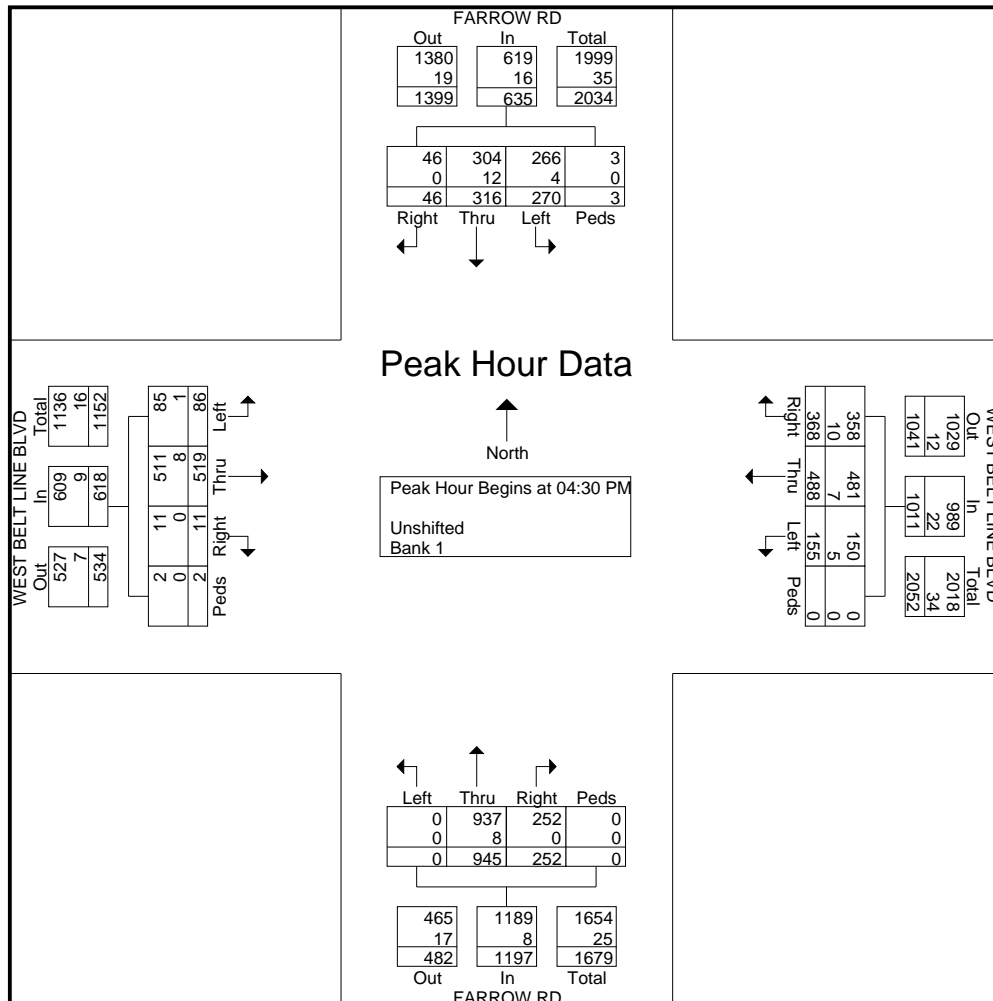 FARROW RD
Out In Total
1380 619 1999
19 16 35
1399 635 2034
46 304 266 3
0 12 4 0
46 316 270 3
Right Thru Left Peds
Peak Hour Data
North
Peak Hour Begins at 04:30 PM
Unshifted
Bank 1
WEST BELT LINE BLVD
Out In Total
527 609 1136
7 9 16
534 618 1152
2 11 511 85
0 0 8 1
2 11 519 86
Peds Right Thru Left
WEST BELT LINE BLVD
Out In Total
1029 989 2018
12 22 34
1041 1011 2052
358 481 150 0
10 7 5 0
368 488 155 0
Right Thru Left Peds
Left Thru Right Peds
0 937 252 0
0 8 0 0
0 945 252 0
465 1189 1654
17 8 25
482 1197 1679
Out In Total
FARROW RD